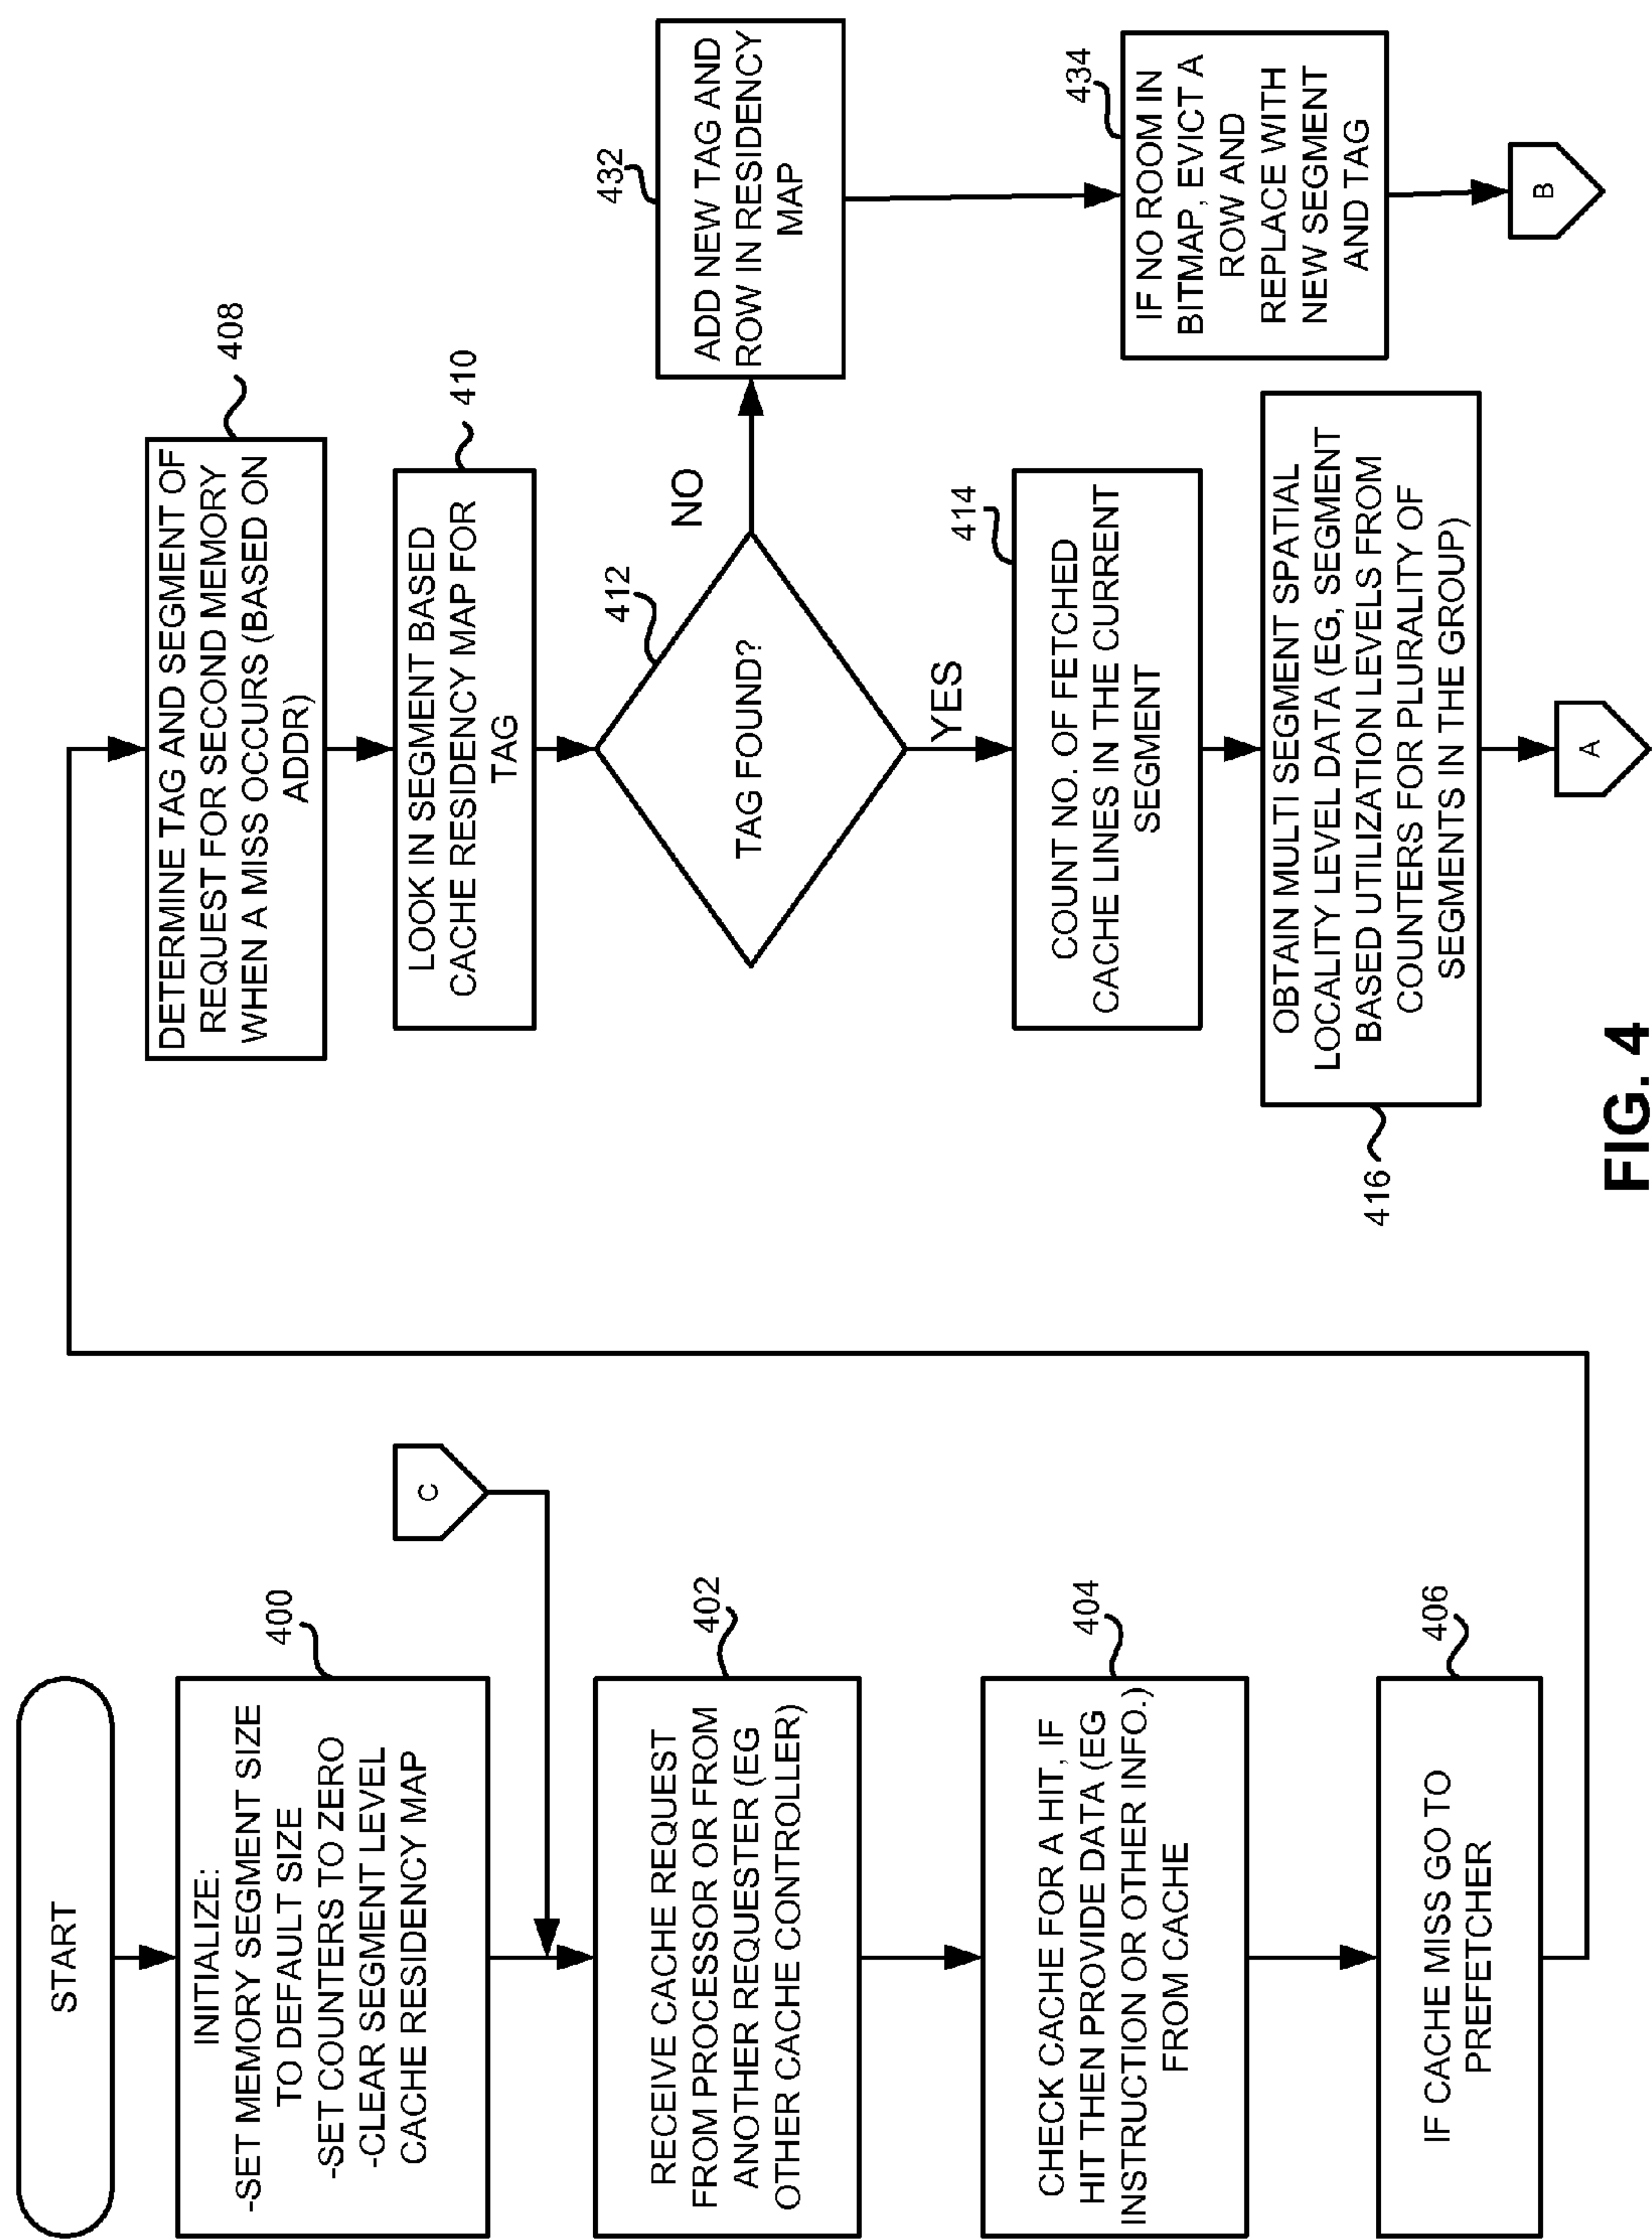 START
400
INITIALIZE:
-SET MEMORY SEGMENT SIZE
TO DEFAULT SIZE
-SET COUNTERS TO ZERO
-CLEAR SEGMENT LEVEL
CACHE RESIDENCY MAP
C
402
RECEIVE CACHE REQUEST
FROM PROCESSOR OR FROM
ANOTHER REQUESTER (EG
OTHER CACHE CONTROLLER)
404
CHECK CACHE FOR A HIT, IF
HIT THEN PROVIDE DATA (EG
INSTRUCTION OR OTHER INFO.)
FROM CACHE
406
IF CACHE MISS GO TO
PREFETCHER
408
DETERMINE TAG AND SEGMENT OF
REQUEST FOR SECOND MEMORY
WHEN A MISS OCCURS (BASED ON
ADDR)
410
LOOK IN SEGMENT BASED
CACHE RESIDENCY MAP FOR
TAG
412
TAG FOUND?
NO
YES
432
ADD NEW TAG AND
ROW IN RESIDENCY
MAP
434
IF NO ROOM IN
BITMAP, EVICT A
ROW AND
REPLACE WITH
NEW SEGMENT
AND TAG
B
414
COUNT NO. OF FETCHED
CACHE LINES IN THE CURRENT
SEGMENT
416
OBTAIN MULTI SEGMENT SPATIAL
LOCALITY LEVEL DATA (EG, SEGMENT
BASED UTILIZATION LEVELS FROM
COUNTERS FOR PLURALITY OF
SEGMENTS IN THE GROUP)
A
FIG. 4